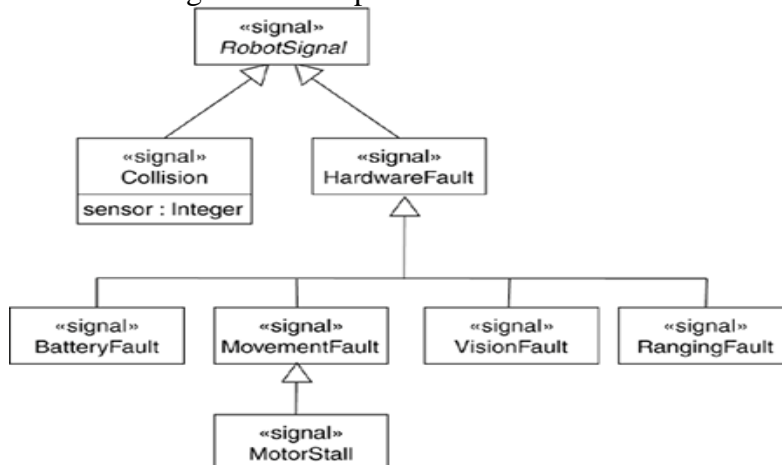 «signal»
RobotSignal
«signal»
Collision
sensor : Integer
«signal»
HardwareFault
«signal»
BatteryFault
«signal»
MovementFault
«signal»
VisionFault
«signal»
RangingFault
«signal»
MotorStall